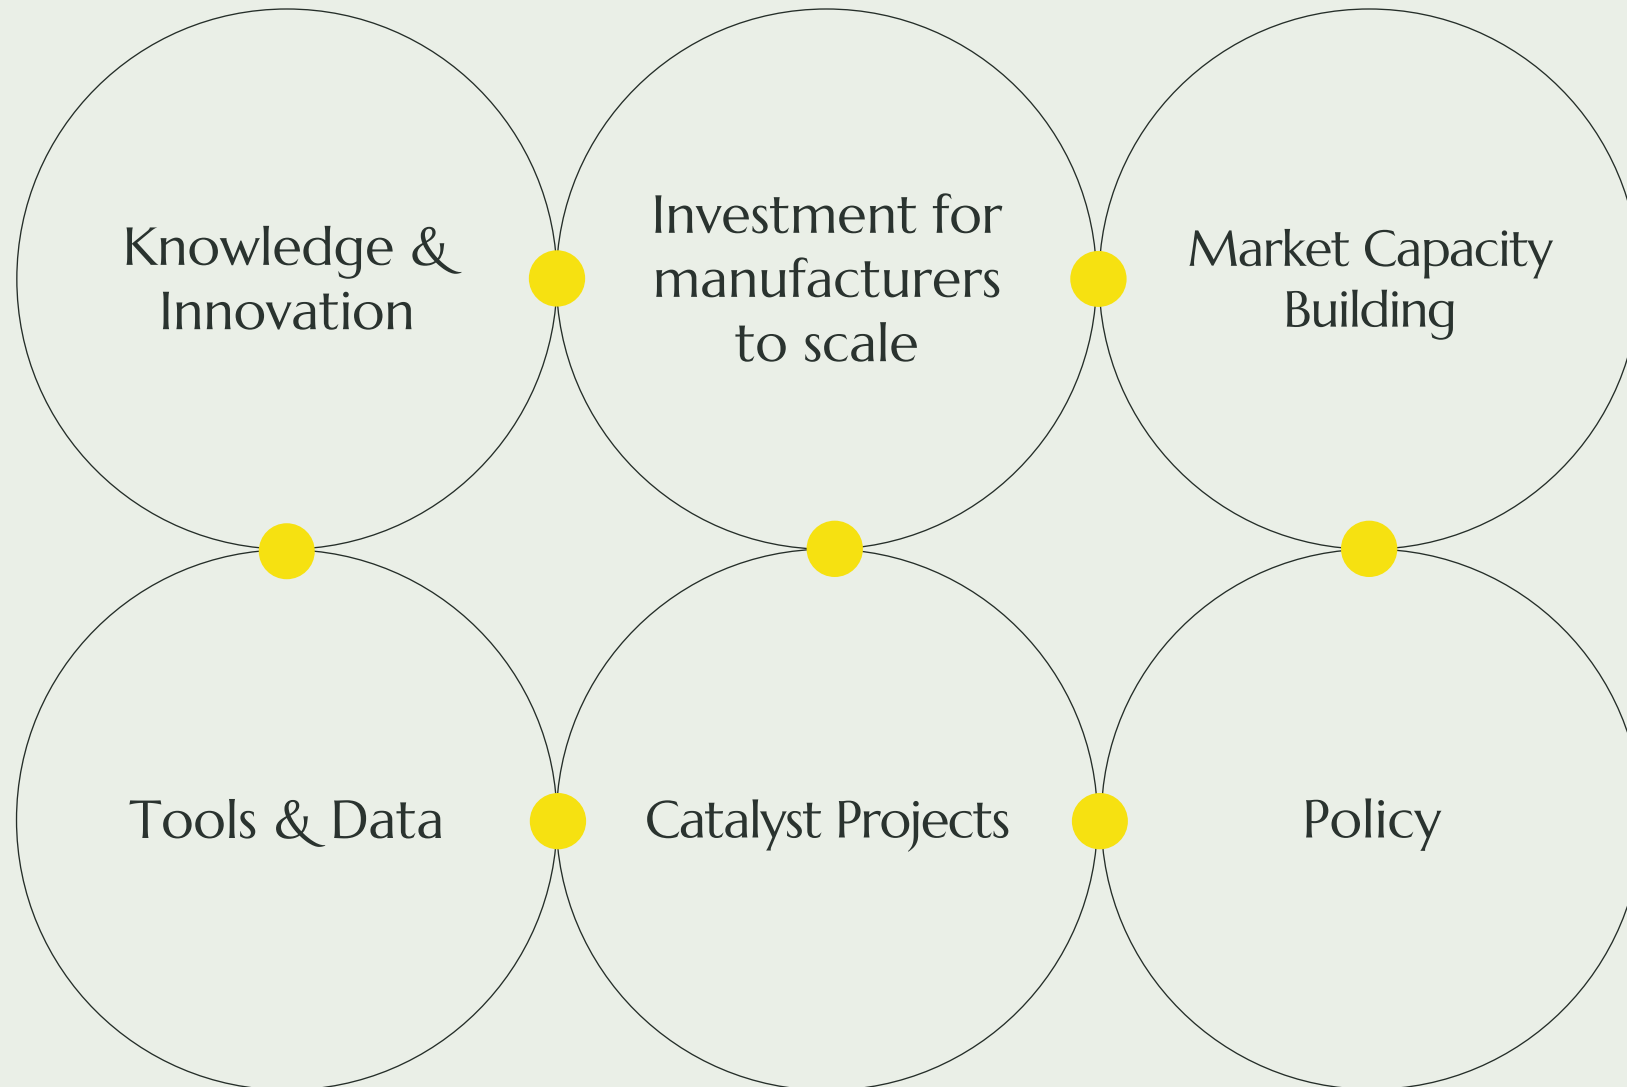 Knowledge &
Innovation
Investment for
manufacturers
to scale
Market Capacity
Building
Tools & Data
Catalyst Projects
Policy